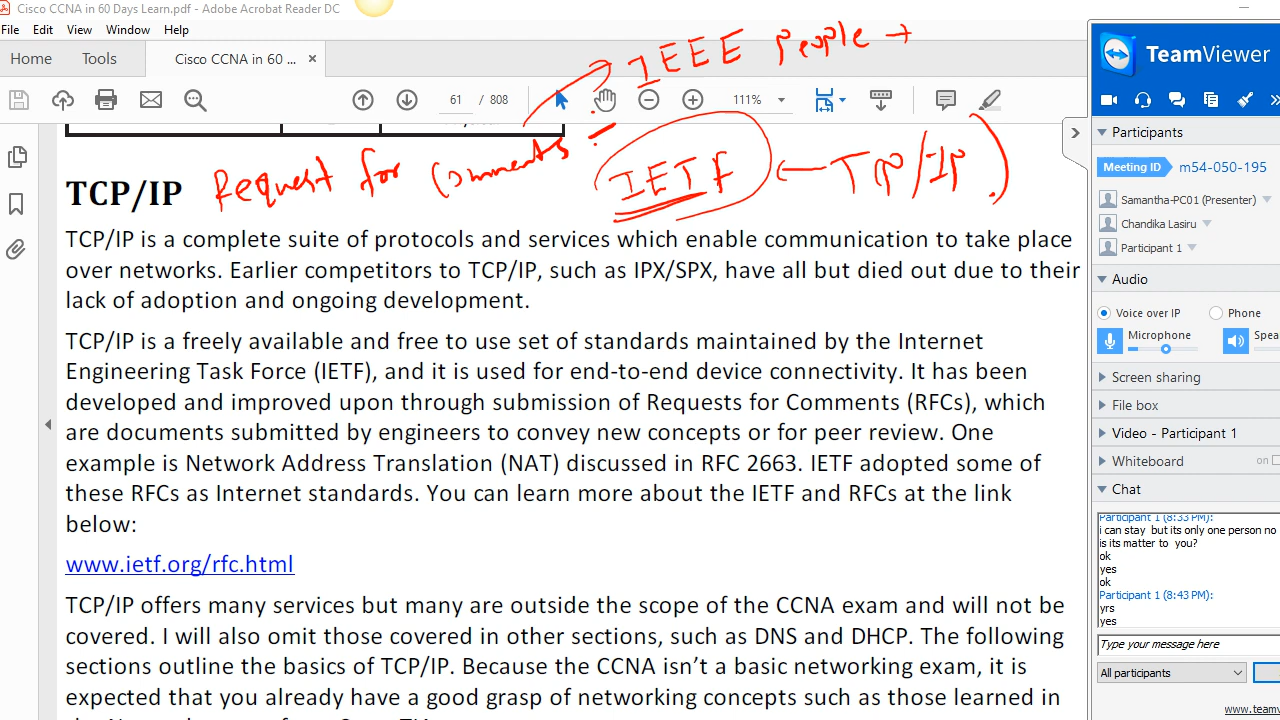 Cisco CCNA in 60 Days Learn.pdf - Adobe Acrobat Reader DC
File Edit View Window Help
Home Tools Cisco CCNA in 60 ... ×
61 / 808
111%
IEEE People →
Request for Comments
IETF ← TCP/IP
TCP/IP
TCP/IP is a complete suite of protocols and services which enable communication to take place
over networks. Earlier competitors to TCP/IP, such as IPX/SPX, have all but died out due to their
lack of adoption and ongoing development.
TCP/IP is a freely available and free to use set of standards maintained by the Internet
Engineering Task Force (IETF), and it is used for end-to-end device connectivity. It has been
developed and improved upon through submission of Requests for Comments (RFCs), which
are documents submitted by engineers to convey new concepts or for peer review. One
example is Network Address Translation (NAT) discussed in RFC 2663. IETF adopted some of
these RFCs as Internet standards. You can learn more about the IETF and RFCs at the link
below:
www.ietf.org/rfc.html
TCP/IP offers many services but many are outside the scope of the CCNA exam and will not be
covered. I will also omit those covered in other sections, such as DNS and DHCP. The following
sections outline the basics of TCP/IP. Because the CCNA isn't a basic networking exam, it is
expected that you already have a good grasp of networking concepts such as those learned in
TeamViewer
Participants
Meeting ID m54-050-195
Samantha-PC01 (Presenter)
Chandika Lasiru
Participant 1
Audio
Voice over IP Phone
Microphone Spea
Screen sharing
File box
Video - Participant 1
Whiteboard on
Chat
Participant 1 (8:33 PM):
i can stay but its only one person no
is its matter to you?
ok
yes
ok
Participant 1 (8:43 PM):
yrs
yes
Type your message here
All participants
www.teamv